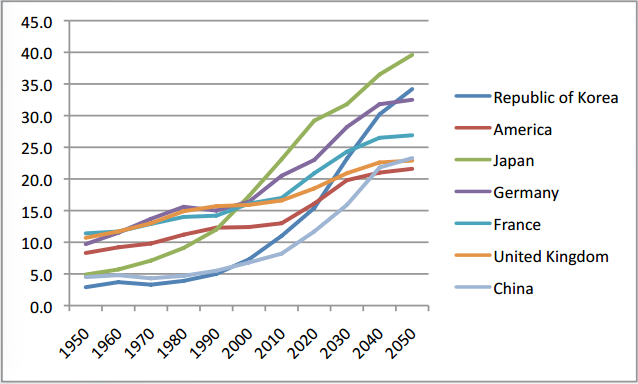 45.0
40.0
35.0
30.0
25.0
20.0
15.0
10.0
5.0
0.0
1950 1960 1970 1980 1990 2000 2010 2020 2030 2040 2050
Republic of Korea
America
Japan
Germany
France
United Kingdom
China